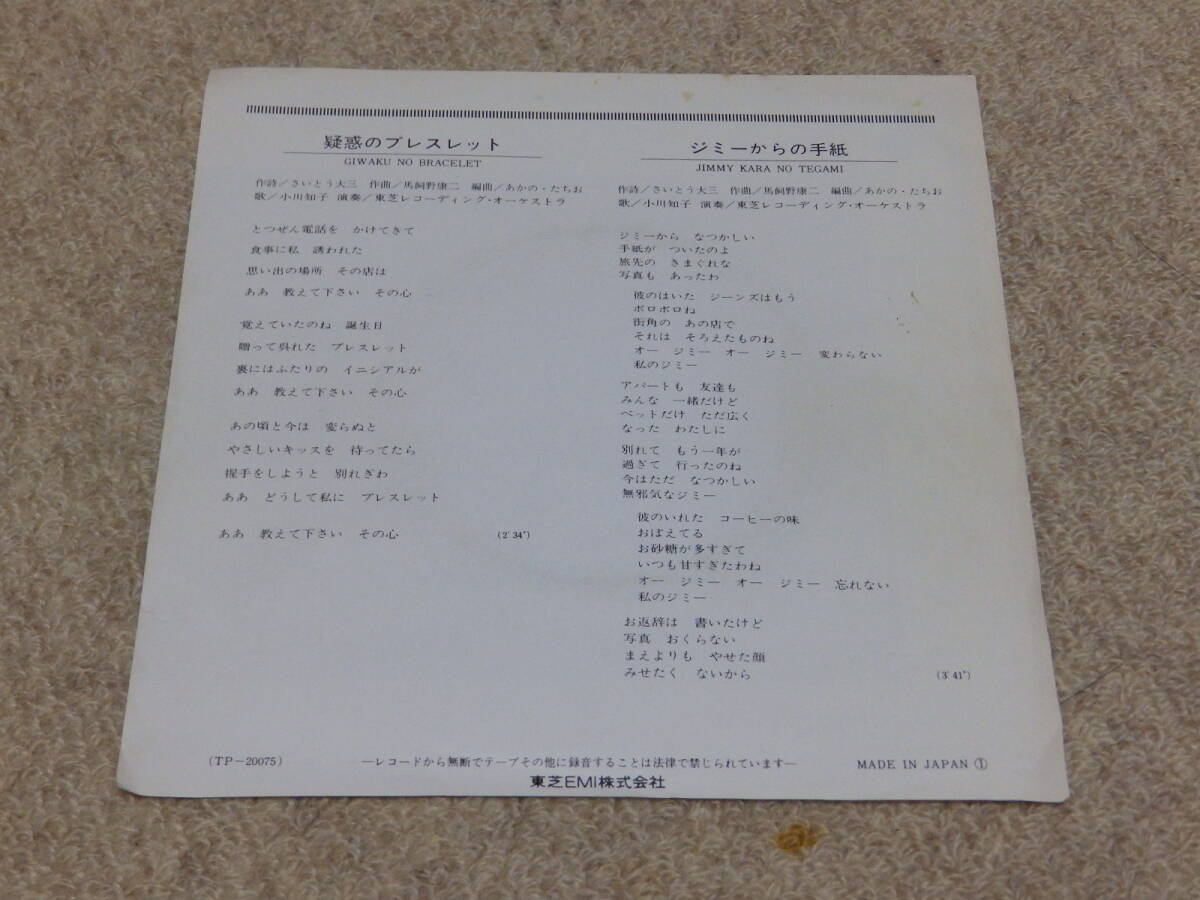 疑惑のブレスレット
GIWAKU NO BRACELET
作詩/さいとう大三 作曲/馬飼野康二 編曲/あかの・たちお
歌/小川知子 演奏/東芝レコーディング・オーケストラ
とつぜん電話を かけてきて
食事に私 誘われた
思い出の場所 その店は
ああ 教えて下さい その心
覚えていたのね 誕生日
贈って呉れた ブレスレット
裏にはふたりの イニシアルが
ああ 教えて下さい その心
あの頃と今は 変らぬと
やさしいキッスを 待ってたら
握手をしようと 別れぎわ
ああ どうして私に ブレスレット
ああ 教えて下さい その心 (2'34")
ジミーからの手紙
JIMMY KARA NO TEGAMI
作詩/さいとう大三 作曲/馬飼野康二 編曲/あかの・たちお
歌/小川知子 演奏/東芝レコーディング・オーケストラ
ジミーから なつかしい
手紙が ついたのよ
旅先の きまぐれな
写真も あったわ
彼のはいた ジーンズはもう
ボロボロね
街角の あの店で
それは そろえたものね
オー ジミー オー ジミー 変わらない
私のジミー
アパートも 友達も
みんな 一緒だけど
ベットだけ ただ広く
なった わたしに
別れて もう一年が
過ぎて 行ったのね
今はただ なつかしい
無邪気なジミー
彼のいれた コーヒーの味
おぼえてる
お砂糖が多すぎて
いつも甘すぎたわね
オー ジミー オー ジミー 忘れない
私のジミー
お返辞は 書いたけど
写真 おくらない
まえよりも やせた顔
みせたく ないから (3'41")
(TP-20075) —レコードから無断でテープその他に録音することは法律で禁じられています— MADE IN JAPAN ①
東芝EMI株式会社